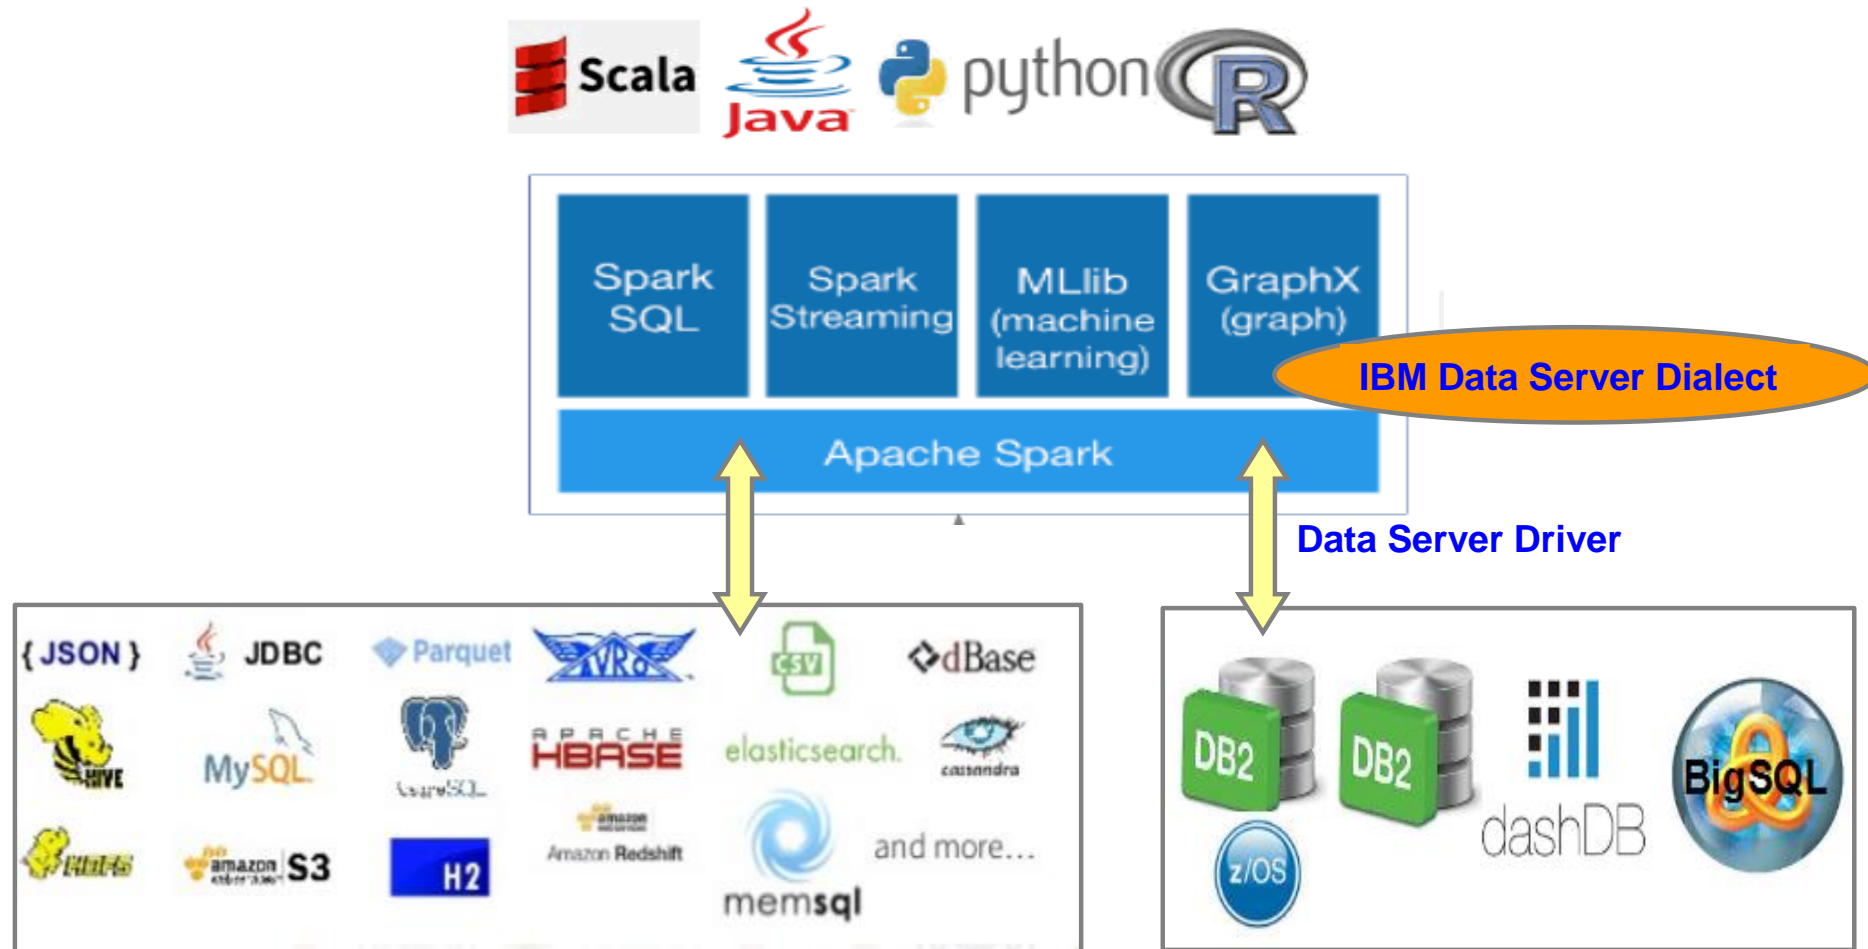 Scala
Java
python
R
Spark
SQL
Spark
Streaming
MLlib
(machine
learning)
GraphX
(graph)
IBM Data Server Dialect
Apache Spark
Data Server Driver
{ JSON }
JDBC
Parquet
AVRO
CSV
dBase
HIVE
MySQL
APACHE
HBASE
elasticsearch.
cassandra
HDFS
amazon
S3
H2
amazon
Amazon Redshift
memsql
and more...
DB2
z/OS
DB2
dashDB
BigSQL